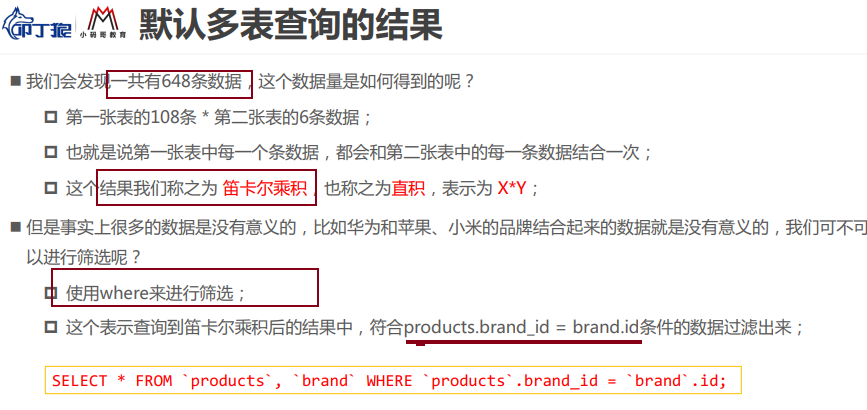 叩丁狼 小码哥教育 默认多表查询的结果
■ 我们会发现一共有648条数据，这个数据量是如何得到的呢？
第一张表的108条 * 第二张表的6条数据；
也就是说第一张表中每一个条数据，都会和第二张表中的每一条数据结合一次；
这个结果我们称之为 笛卡尔乘积，也称之为直积，表示为 X*Y；
■ 但是事实上很多的数据是没有意义的，比如华为和苹果、小米的品牌结合起来的数据就是没有意义的，我们可不可
以进行筛选呢？
使用where来进行筛选；
这个表示查询到笛卡尔乘积后的结果中，符合products.brand_id = brand.id条件的数据过滤出来；
SELECT * FROM `products`, `brand` WHERE `products`.brand_id = `brand`.id;